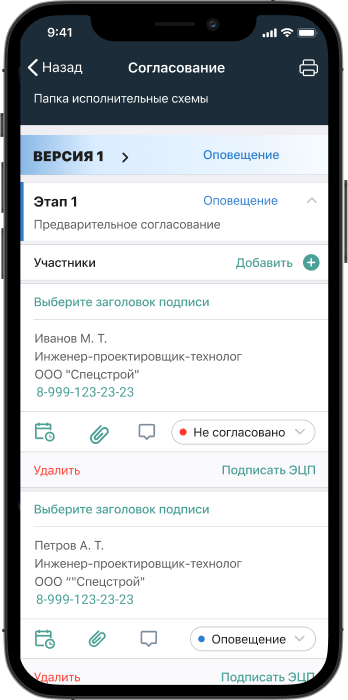 9:41
Назад
Согласование
Папка исполнительные схемы
ВЕРСИЯ 1
Оповещение
Этап 1
Оповещение
Предварительное согласование
Участники
Добавить
Выберите заголовок подписи
Иванов М. Т.
Инженер-проектировщик-технолог
ООО "Спецстрой"
8-999-123-23-23
Не согласовано
Удалить
Подписать ЭЦП
Выберите заголовок подписи
Петров А. Т.
Инженер-проектировщик-технолог
ООО “"Спецстрой"
8-999-123-23-23
Оповещение
Удалить
Подписать ЭЦП